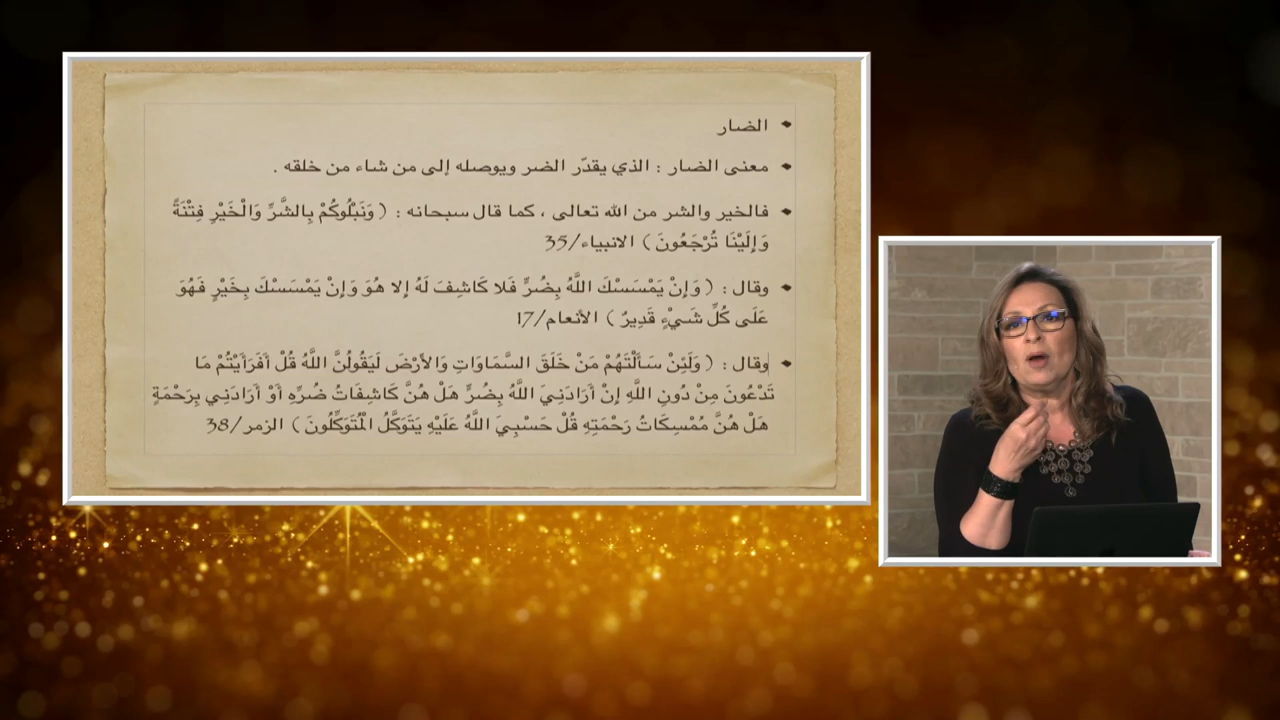 الضار
معنى الضار : الذي يقدّر الضر ويوصله إلى من شاء من خلقه .
فالخير والشر من الله تعالى ، كما قال سبحانه : ( وَنَبْلُوكُمْ بِالشَّرِّ وَالْخَيْرِ فِتْنَةً
وَإِلَيْنَا تُرْجَعُونَ ) الانبياء/35
وقال : ( وَإِنْ يَمْسَسْكَ اللَّهُ بِضُرٍّ فَلا كَاشِفَ لَهُ إِلا هُوَ وَإِنْ يَمْسَسْكَ بِخَيْرٍ فَهُوَ
عَلَى كُلِّ شَيْءٍ قَدِيرٌ ) الأنعام/17
وقال : ( وَلَئِنْ سَأَلْتَهُمْ مَنْ خَلَقَ السَّمَاوَاتِ وَالأَرْضَ لَيَقُولُنَّ اللَّهُ قُلْ أَفَرَأَيْتُمْ مَا
تَدْعُونَ مِنْ دُونِ اللَّهِ إِنْ أَرَادَنِيَ اللَّهُ بِضُرٍّ هَلْ هُنَّ كَاشِفَاتُ ضُرِّهِ أَوْ أَرَادَنِي بِرَحْمَةٍ
هَلْ هُنَّ مُمْسِكَاتُ رَحْمَتِهِ قُلْ حَسْبِيَ اللَّهُ عَلَيْهِ يَتَوَكَّلُ الْمُتَوَكِّلُونَ ) الزمر/38